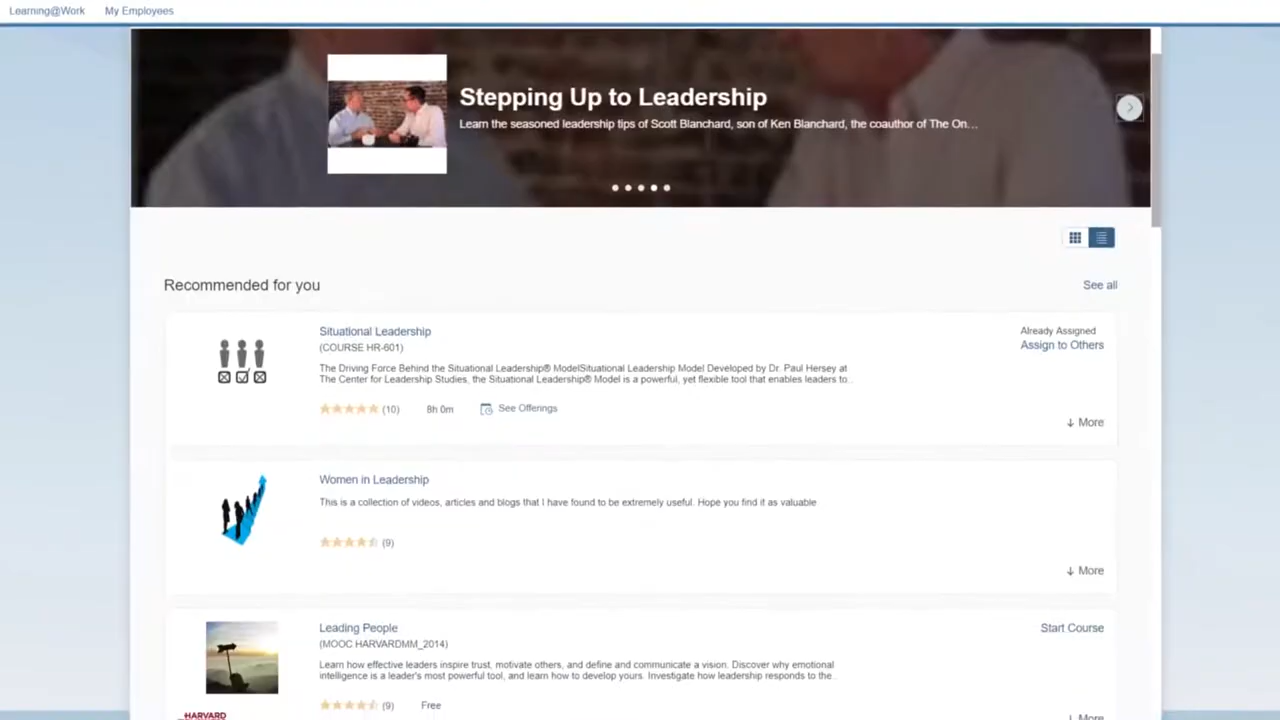 Learning@Work My Employees
Stepping Up to Leadership
Learn the seasoned leadership tips of Scott Blanchard, son of Ken Blanchard, the coauthor of The On...
Recommended for you
See all
Situational Leadership
(COURSE HR-601)
The Driving Force Behind the Situational Leadership® ModelSituational Leadership Model Developed by Dr. Paul Hersey at
The Center for Leadership Studies, the Situational Leadership® Model is a powerful, yet flexible tool that enables leaders to..
(10) 8h 0m See Offerings
Already Assigned
Assign to Others
More
Women in Leadership
This is a collection of videos, articles and blogs that I have found to be extremely useful. Hope you find it as valuable
(9)
More
Leading People
(MOOC HARVARDMM_2014)
Learn how effective leaders inspire trust, motivate others, and define and communicate a vision. Discover why emotional
intelligence is a leader's most powerful tool, and learn how to develop yours. Investigate how leadership responds to the..
(9) Free
Start Course
HARVARD
More